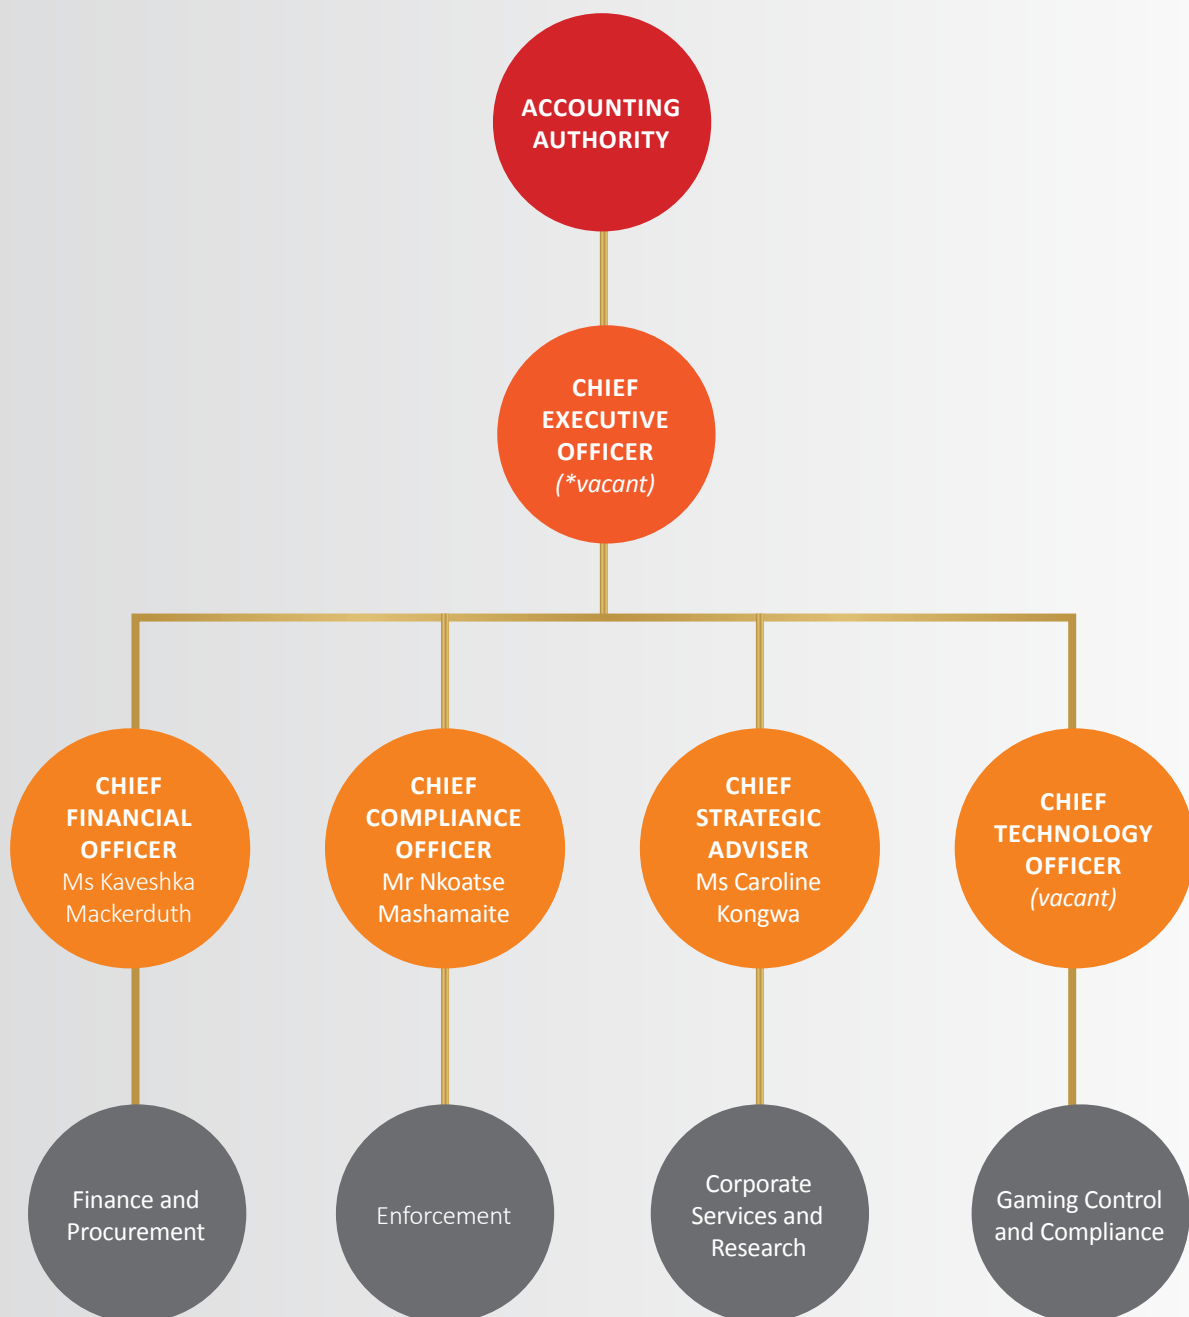 ACCOUNTING
AUTHORITY
CHIEF
EXECUTIVE
OFFICER
(*vacant)
CHIEF
FINANCIAL
OFFICER
Ms Kaveshka
Mackerduth
CHIEF
COMPLIANCE
OFFICER
Mr Nkoatse
Mashamaite
CHIEF
STRATEGIC
ADVISER
Ms Caroline
Kongwa
CHIEF
TECHNOLOGY
OFFICER
(vacant)
Finance and
Procurement
Enforcement
Corporate
Services and
Research
Gaming Control
and Compliance